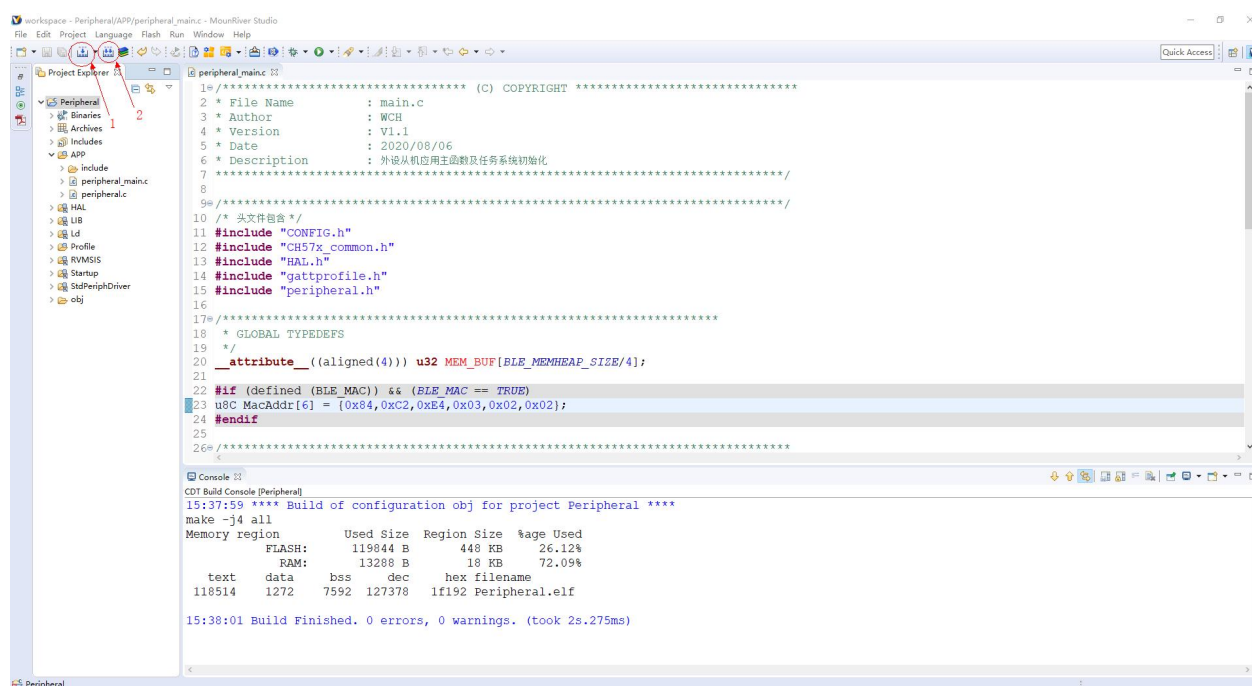 workspace - Peripheral/APP/peripheral_main.c - MounRiver Studio
File Edit Project Language Flash Run Window Help
Quick Access
Project Explorer
Peripheral
Binaries
Archives
Includes
APP
include
peripheral_main.c
peripheral.c
HAL
LIB
Ld
Profile
RVMSIS
Startup
StdPeriphDriver
obj
1
2
peripheral_main.c
1 /********************************** (C) COPYRIGHT *******************************
2 * File Name : main.c
3 * Author : WCH
4 * Version : V1.1
5 * Date : 2020/08/06
6 * Description : 外设从机应用主函数及任务系统初始化
7 *******************************************************************************/
8
9 /******************************************************************************/
10 /* 头文件包含 */
11 #include "CONFIG.h"
12 #include "CH57x_common.h"
13 #include "HAL.h"
14 #include "gattprofile.h"
15 #include "peripheral.h"
16
17 /*********************************************************************
18 * GLOBAL TYPEDEFS
19 */
20 __attribute__((aligned(4))) u32 MEM_BUF[BLE_MEMHEAP_SIZE/4];
21
22 #if (defined (BLE_MAC)) && (BLE_MAC == TRUE)
23 u8C MacAddr[6] = {0x84,0xC2,0xE4,0x03,0x02,0x02};
24 #endif
25
26 /*******************************************************************************
Console
CDT Build Console [Peripheral]
15:37:59 **** Build of configuration obj for project Peripheral ****
make -j4 all
Memory region Used Size Region Size %age Used
FLASH: 119844 B 448 KB 26.12%
RAM: 13288 B 18 KB 72.09%
text data bss dec hex filename
118514 1272 7592 127378 1f192 Peripheral.elf
15:38:01 Build Finished. 0 errors, 0 warnings. (took 2s.275ms)
Peripheral